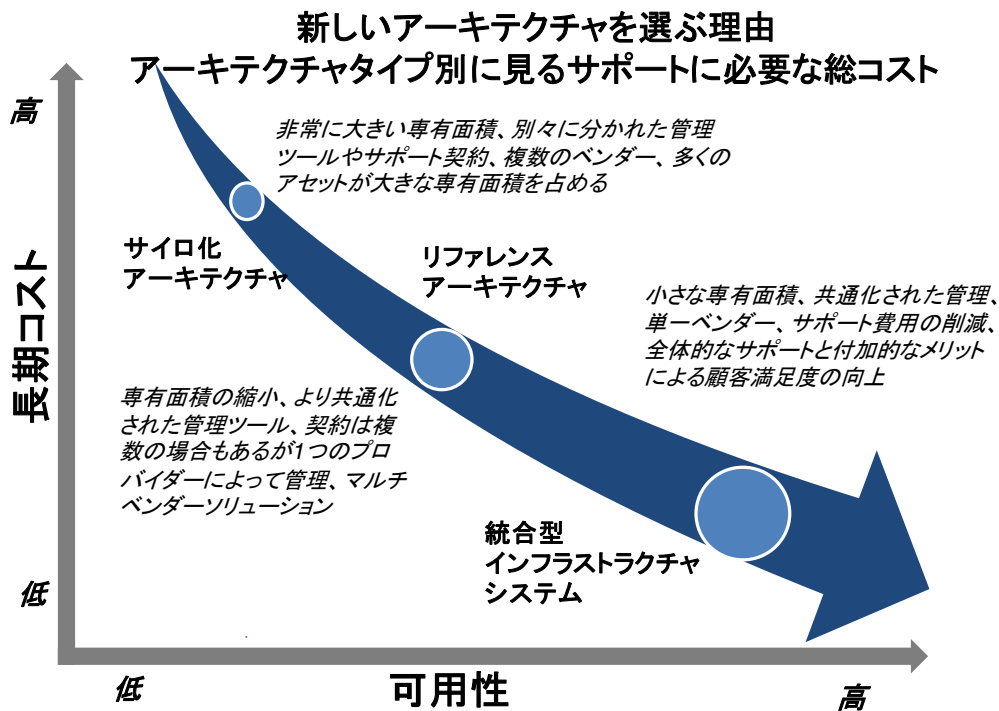 新しいアーキテクチャを選ぶ理由
アーキテクチャタイプ別に見るサポートに必要な総コスト
高
非常に大きい専有面積、別々に分かれた管理
ツールやサポート契約、複数のベンダー、多くの
アセットが大きな専有面積を占める
サイロ化
アーキテクチャ
リファレンス
アーキテクチャ
小さな専有面積、共通化された管理、
単一ベンダー、サポート費用の削減、
全体的なサポートと付加的なメリット
による顧客満足度の向上
長期コスト
専有面積の縮小、より共通化
された管理ツール、契約は複
数の場合もあるが1つのプロ
バイダーによって管理、マルチ
ベンダーソリューション
統合型
インフラストラクチャ
システム
低
低
可用性
高